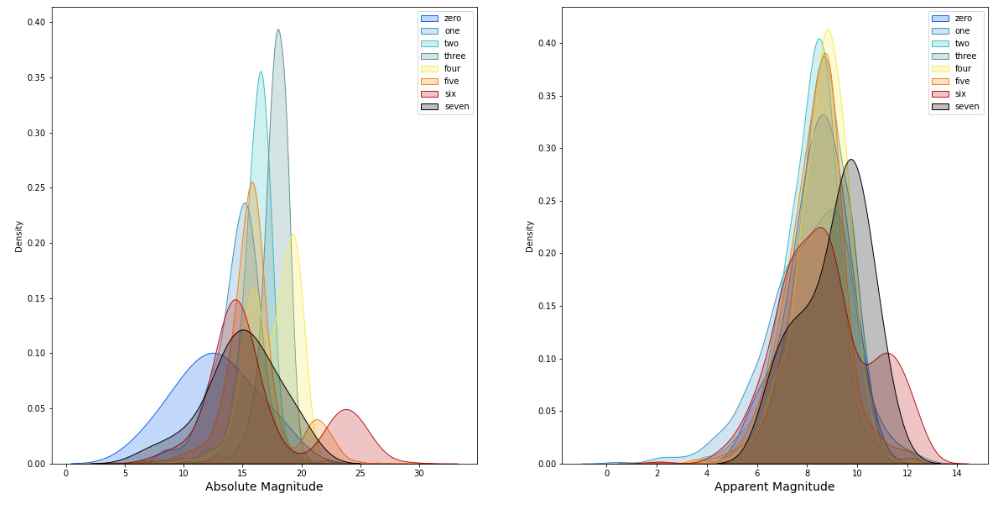 0.40
0.35
0.30
0.25
0.20
0.15
0.10
0.05
0.00
Density
0 5 10 15 20 25 30
Absolute Magnitude
zero
one
two
three
four
five
six
seven
0.40
0.35
0.30
0.25
0.20
0.15
0.10
0.05
0.00
Density
0 2 4 6 8 10 12 14
Apparent Magnitude
zero
one
two
three
four
five
six
seven